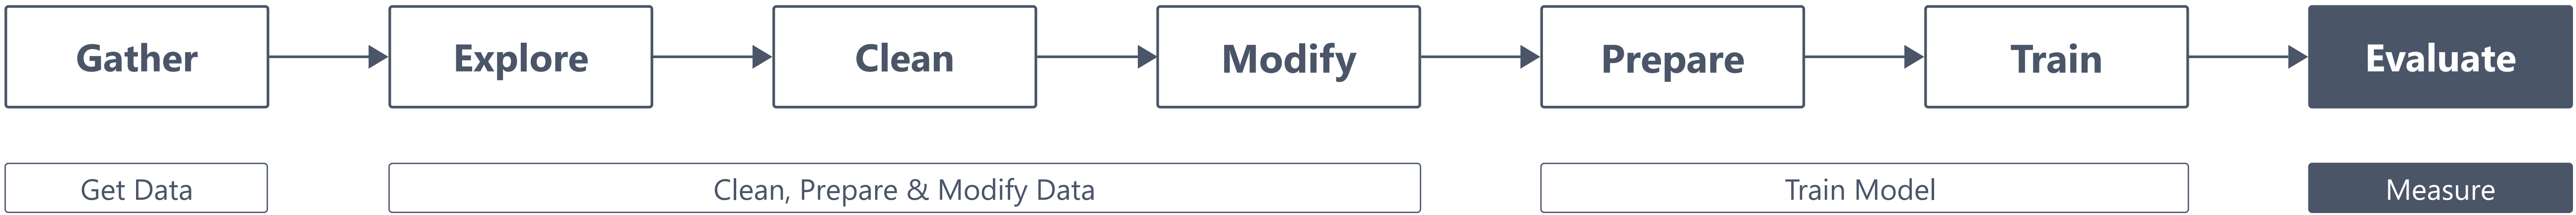 Gather
Explore
Clean
Modify
Prepare
Train
Evaluate
Get Data
Clean, Prepare & Modify Data
Train Model
Measure